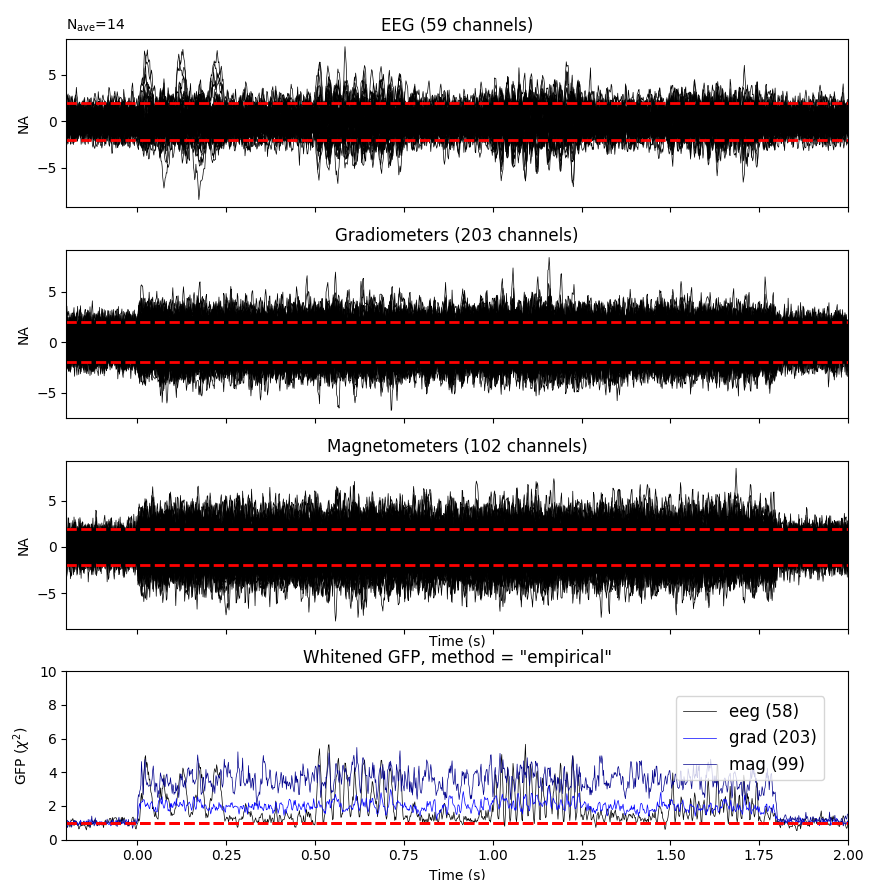 N_ave=14
EEG (59 channels)
5
0
−5
NA
Gradiometers (203 channels)
5
0
−5
NA
Magnetometers (102 channels)
5
0
−5
NA
Time (s)
Whitened GFP, method = "empirical"
10
8
6
4
2
0
GFP (χ²)
eeg (58)
grad (203)
mag (99)
0.00 0.25 0.50 0.75 1.00 1.25 1.50 1.75 2.00
Time (s)